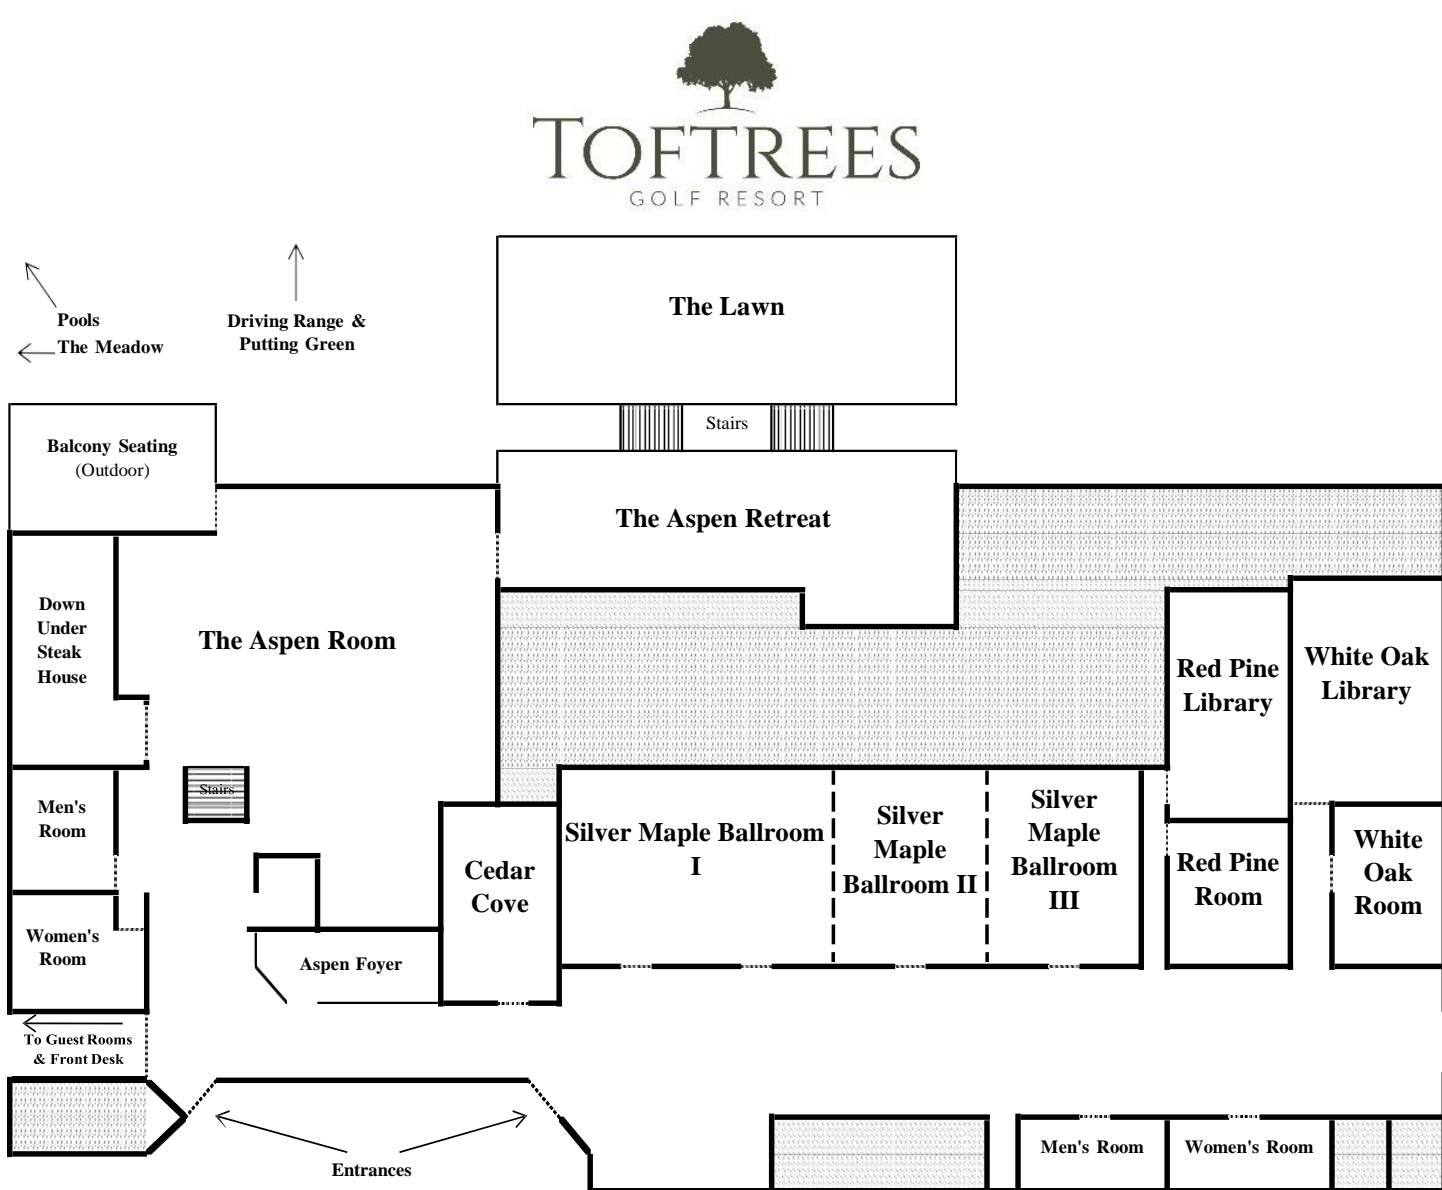 TOFTREES
GOLF RESORT
The Lawn
Pools
The Meadow
Driving Range &
Putting Green
Stairs
Balcony Seating
(Outdoor)
The Aspen Retreat
Down
Under
Steak
House
The Aspen Room
Red Pine
Library
White Oak
Library
Stairs
Men's
Room
Cedar
Cove
Silver Maple Ballroom
I
Silver
Maple
Ballroom II
Silver
Maple
Ballroom
III
Red Pine
Room
White
Oak
Room
Women's
Room
Aspen Foyer
To Guest Rooms
& Front Desk
Entrances
Men's Room
Women's Room